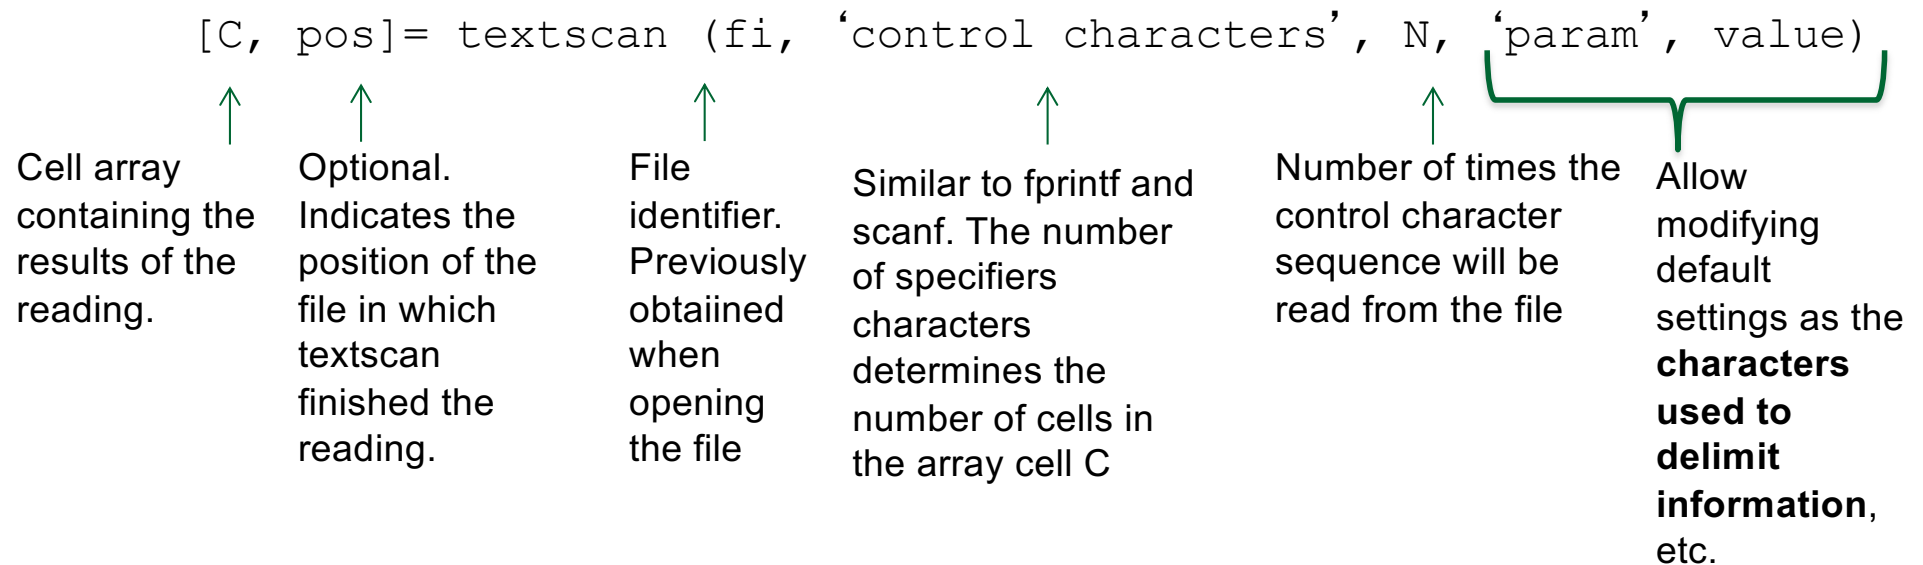 [C, pos]= textscan (fi, ‘control characters’, N, ‘param’, value)
Cell array
containing the
results of the
reading.
Optional.
Indicates the
position of the
file in which
textscan
finished the
reading.
File
identifier.
Previously
obtaiined
when
opening
the file
Similar to fprintf and
scanf. The number
of specifiers
characters
determines the
number of cells in
the array cell C
Number of times the
control character
sequence will be
read from the file
Allow
modifying
default
settings as the
characters
used to
delimit
information,
etc.